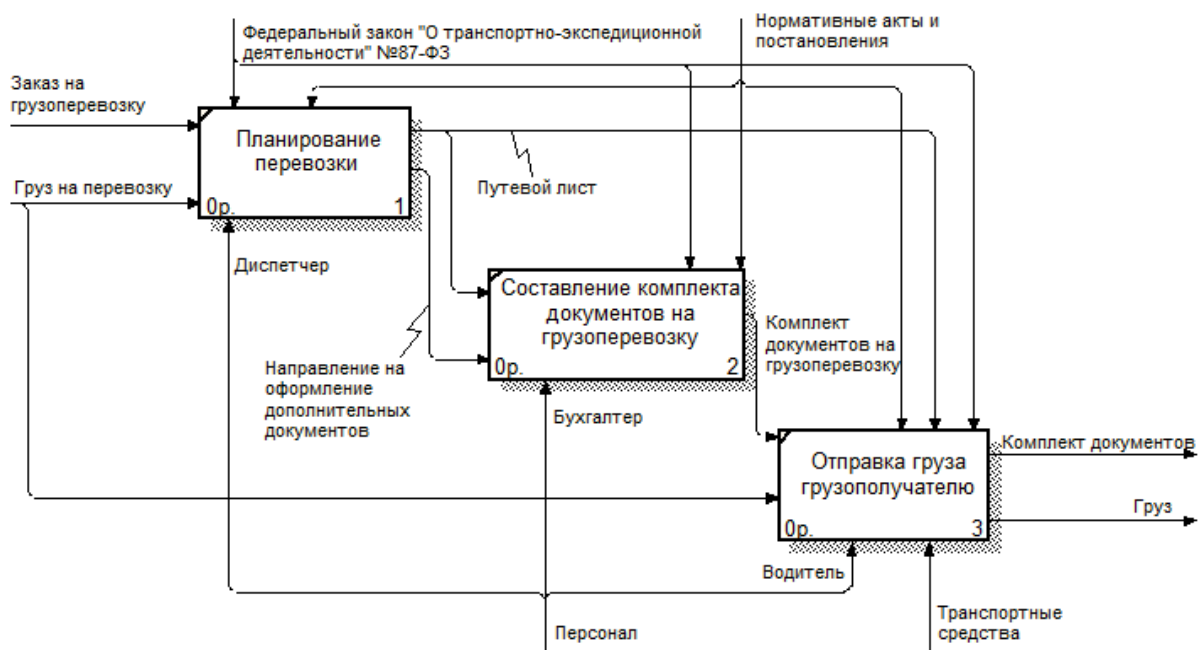 Федеральный закон "О транспортно-экспедиционной
деятельности" №87-ФЗ
Нормативные акты и
постановления
Заказ на
грузоперевозку
Планирование
перевозки
0р.
1
Груз на перевозку
Путевой лист
Диспетчер
Составление комплекта
документов на
грузоперевозку
0р.
2
Комплект
документов на
грузоперевозку
Направление на
оформление
дополнительных
документов
Бухгалтер
Отправка груза
грузополучателю
0р.
3
Комплект документов
Груз
Водитель
Персонал
Транспортные
средства